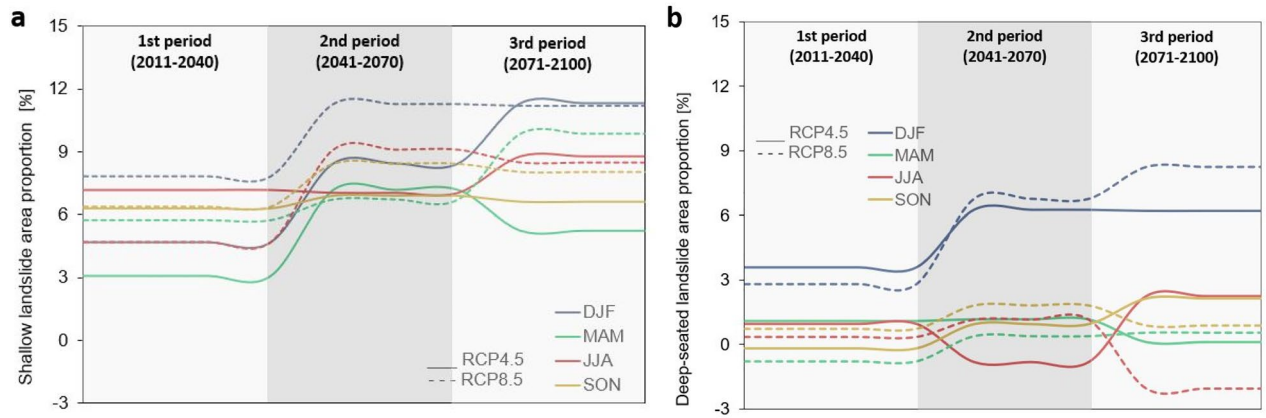 a
Shallow landslide area proportion [%]
15
12
9
6
3
0
-3
1st period
(2011-2040)
2nd period
(2041-2070)
3rd period
(2071-2100)
RCP4.5
RCP8.5
DJF
MAM
JJA
SON
b
Deep-seated landslide area proportion [%]
15
12
9
6
3
0
-3
1st period
(2011-2040)
2nd period
(2041-2070)
3rd period
(2071-2100)
RCP4.5
RCP8.5
DJF
MAM
JJA
SON